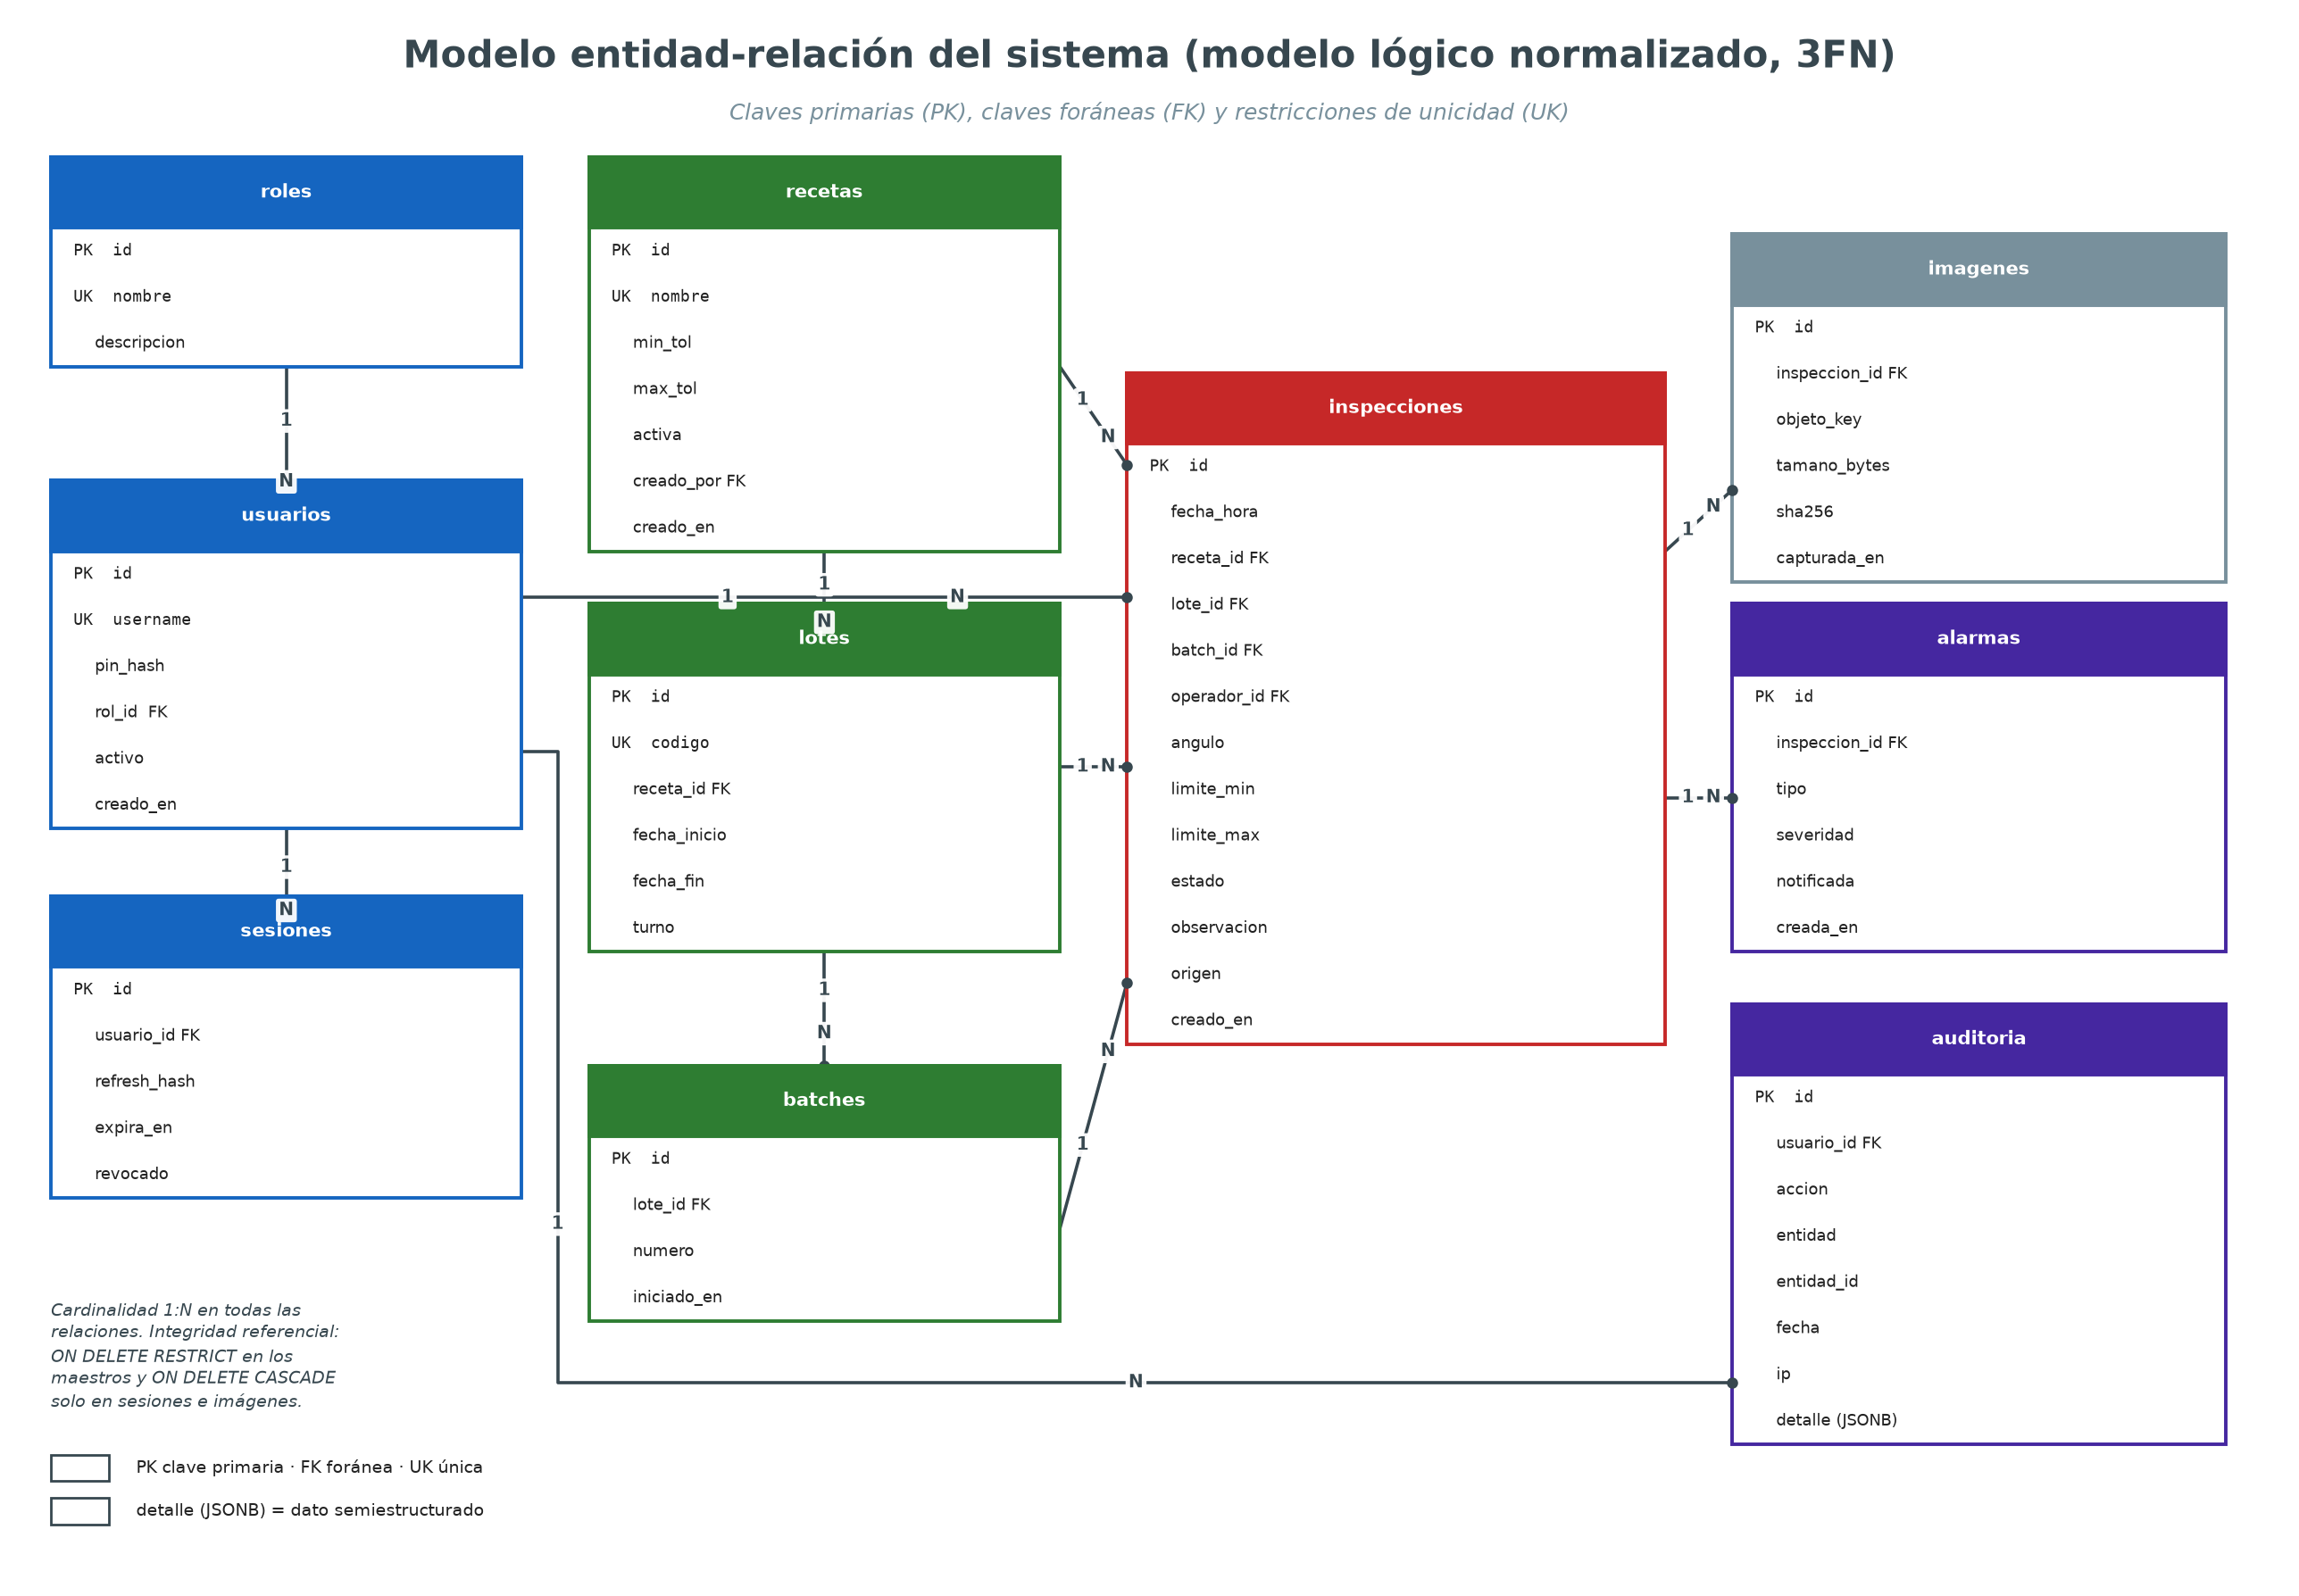 Modelo entidad-relación del sistema (modelo lógico normalizado, 3FN)
Claves primarias (PK), claves foráneas (FK) y restricciones de unicidad (UK)
roles
PK id
UK nombre
descripcion
1
N
usuarios
PK id
UK username
pin_hash
rol_id FK
activo
creado_en
1
N
sesiones
PK id
usuario_id FK
refresh_hash
expira_en
revocado
recetas
PK id
UK nombre
min_tol
max_tol
activa
creado_por FK
creado_en
1
N
1
N
1
N
lotes
PK id
UK codigo
receta_id FK
fecha_inicio
fecha_fin
turno
1
N
1
N
batches
PK id
lote_id FK
numero
iniciado_en
1
N
inspecciones
PK id
fecha_hora
receta_id FK
lote_id FK
batch_id FK
operador_id FK
angulo
limite_min
limite_max
estado
observacion
origen
creado_en
1
N
1
N
imagenes
PK id
inspeccion_id FK
objeto_key
tamano_bytes
sha256
capturada_en
alarmas
PK id
inspeccion_id FK
tipo
severidad
notificada
creada_en
auditoria
PK id
usuario_id FK
accion
entidad
entidad_id
fecha
ip
detalle (JSONB)
1
N
Cardinalidad 1:N en todas las
relaciones. Integridad referencial:
ON DELETE RESTRICT en los
maestros y ON DELETE CASCADE
solo en sesiones e imágenes.
PK clave primaria · FK foránea · UK única
detalle (JSONB) = dato semiestructurado